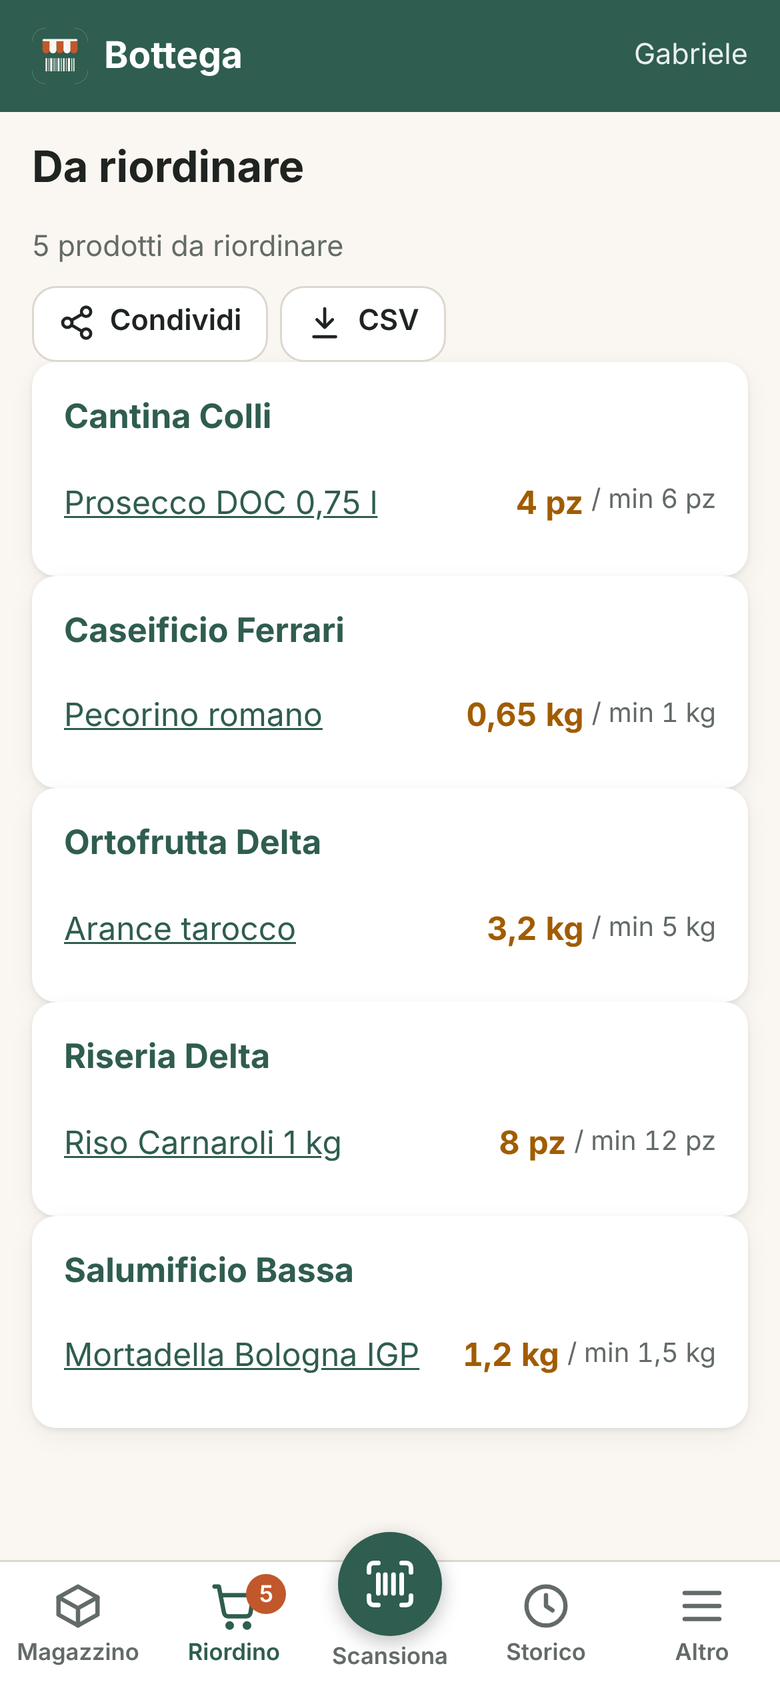 Bottega
Gabriele
Da riordinare
5 prodotti da riordinare
Condividi
CSV
Cantina Colli
Prosecco DOC 0,75 l
4 pz / min 6 pz
Caseificio Ferrari
Pecorino romano
0,65 kg / min 1 kg
Ortofrutta Delta
Arance tarocco
3,2 kg / min 5 kg
Riseria Delta
Riso Carnaroli 1 kg
8 pz / min 12 pz
Salumificio Bassa
Mortadella Bologna IGP
1,2 kg / min 1,5 kg
5
Magazzino
Riordino
Scansiona
Storico
Altro